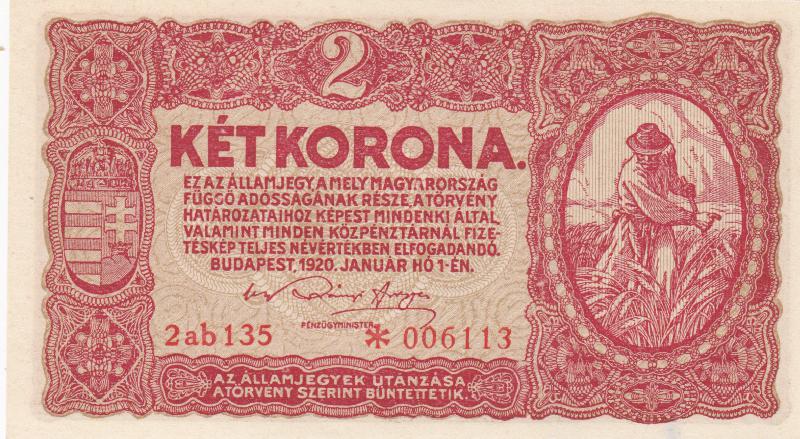 2
KÉT KORONA.
EZ AZ ÁLLAMJEGY, A MELY MAGYARORSZÁG
FÜGGŐ ADÓSSÁGÁNAK RÉSZE, A TÖRVÉNY
HATÁROZATAIHOZ KÉPEST MINDENKI ÁLTAL,
VALAMINT MINDEN KÖZPÉNZTÁRNÁL FIZE-
TÉSKÉP TELJES NÉVÉRTÉKBEN ELFOGADANDÓ.
BUDAPEST, 1920. JANUÁR HÓ 1-ÉN.
PÉNZÜGYMINISTER.
2ab135 * 006113
AZ ÁLLAMJEGYEK UTÁNZÁSA
A TÖRVÉNY SZERINT BÜNTETTETIK.